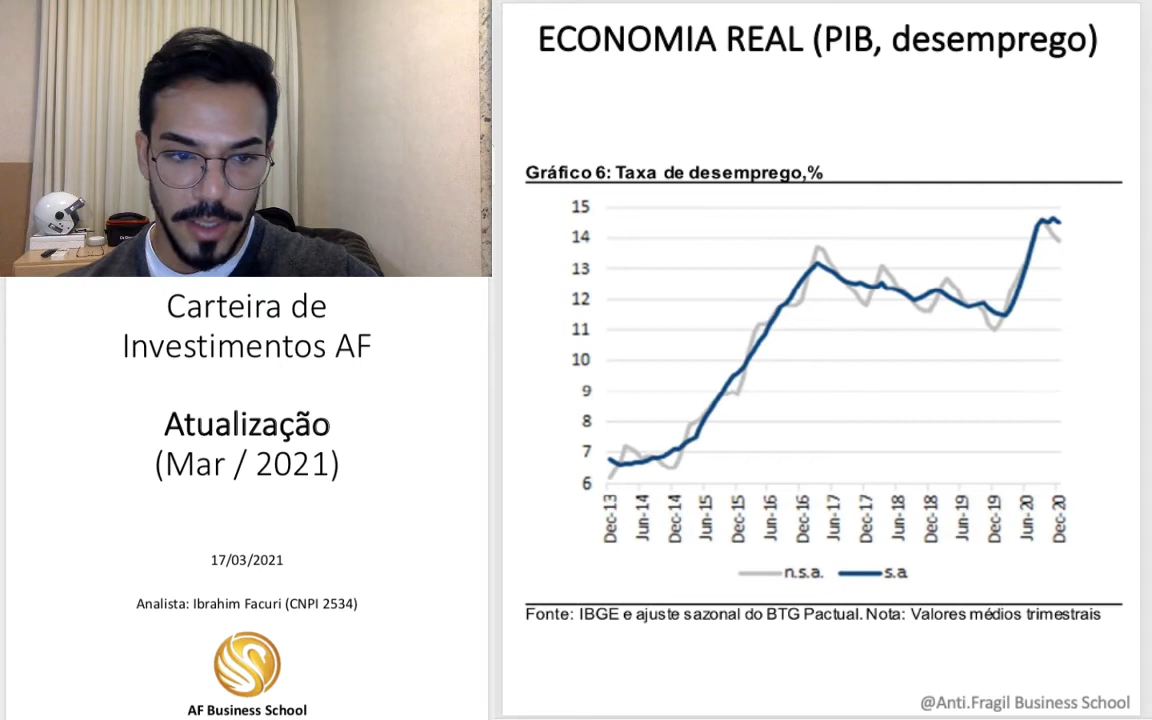 ECONOMIA REAL (PIB, desemprego)
Carteira de
Investimentos AF
Atualização
(Mar / 2021)
17/03/2021
Analista: Ibrahim Facuri (CNPI 2534)
AF Business School
Gráfico 6: Taxa de desemprego,%
15
14
13
12
11
10
9
8
7
6
Dec-13
Jun-14
Dec-14
Jun-15
Dec-15
Jun-16
Dec-16
Jun-17
Dec-17
Jun-18
Dec-18
Jun-19
Dec-19
Jun-20
Dec-20
n.s.a.
s.a
Fonte: IBGE e ajuste sazonal do BTG Pactual. Nota: Valores médios trimestrais
@Anti.Fragil Business School